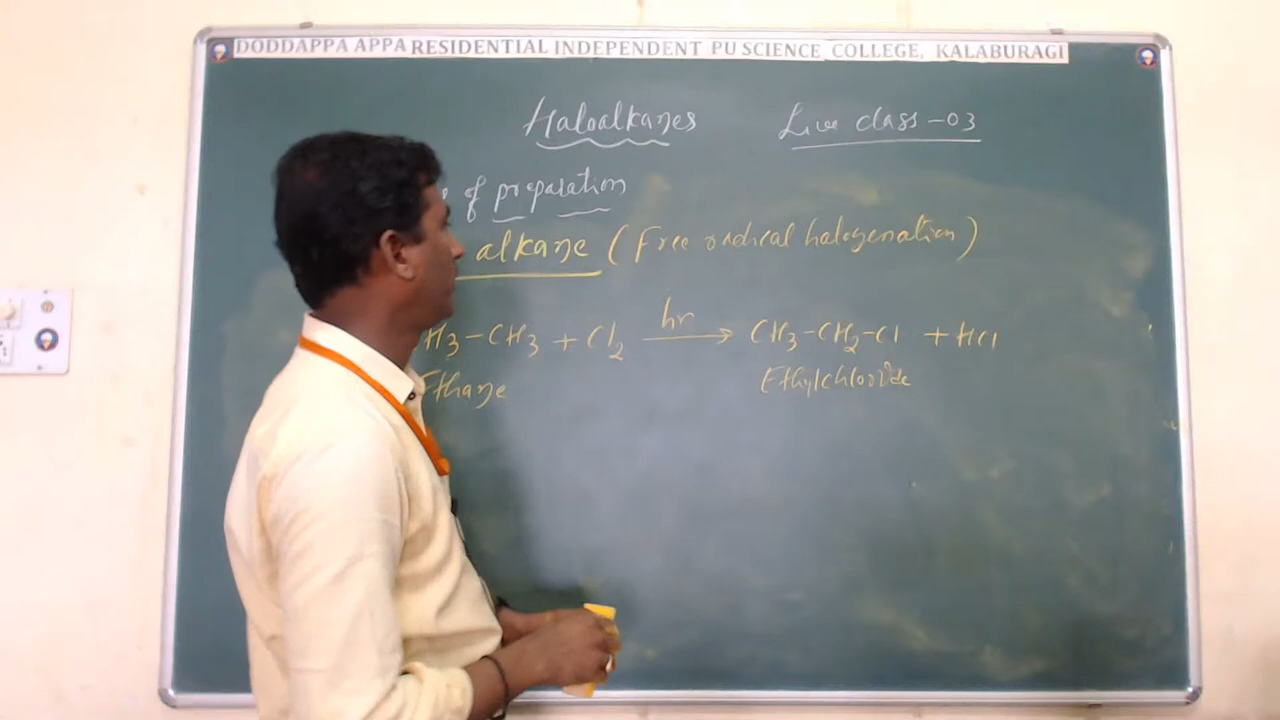 DODDAPPA APPA RESIDENTIAL INDEPENDENT PU SCIENCE COLLEGE, KALABURAGI
Haloalkanes Live class-03
of preparation
alkane (Free radical halogenation)
H3-CH3 + Cl2 hν → CH3-CH2-Cl + HCl
Ethane Ethylchloride